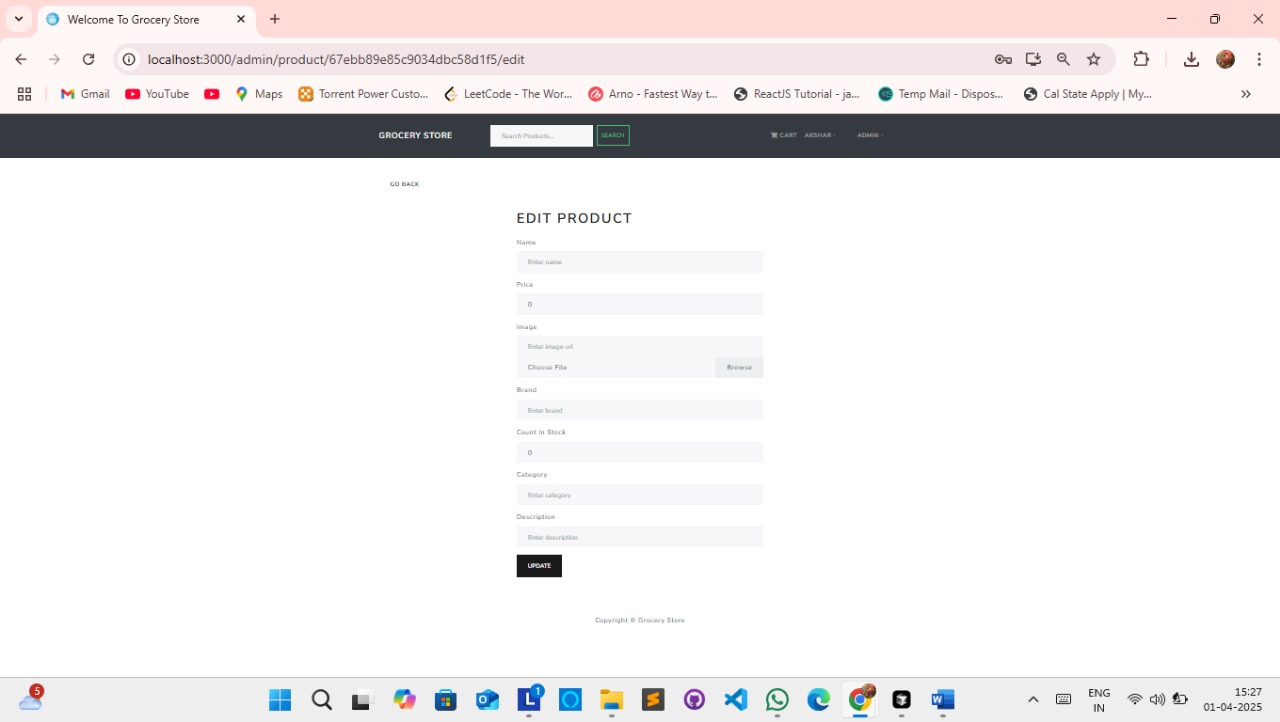 Welcome To Grocery Store
localhost:3000/admin/product/67ebb89e85c9034dbc58d1f5/edit
Gmail YouTube Maps Torrent Power Custo... LeetCode - The Wor... Arno - Fastest Way t... ReactJS Tutorial - ja... Temp Mail - Dispos... Cal State Apply | My...
GROCERY STORE Search Products... SEARCH CART AKSHAR ADMIN
GO BACK
EDIT PRODUCT
Name
Enter name
Price
0
Image
Enter image url
Choose File Browse
Brand
Enter brand
Count In Stock
0
Category
Enter category
Description
Enter description
UPDATE
Copyright © Grocery Store
5
1
ENG
IN
15:27
01-04-2025